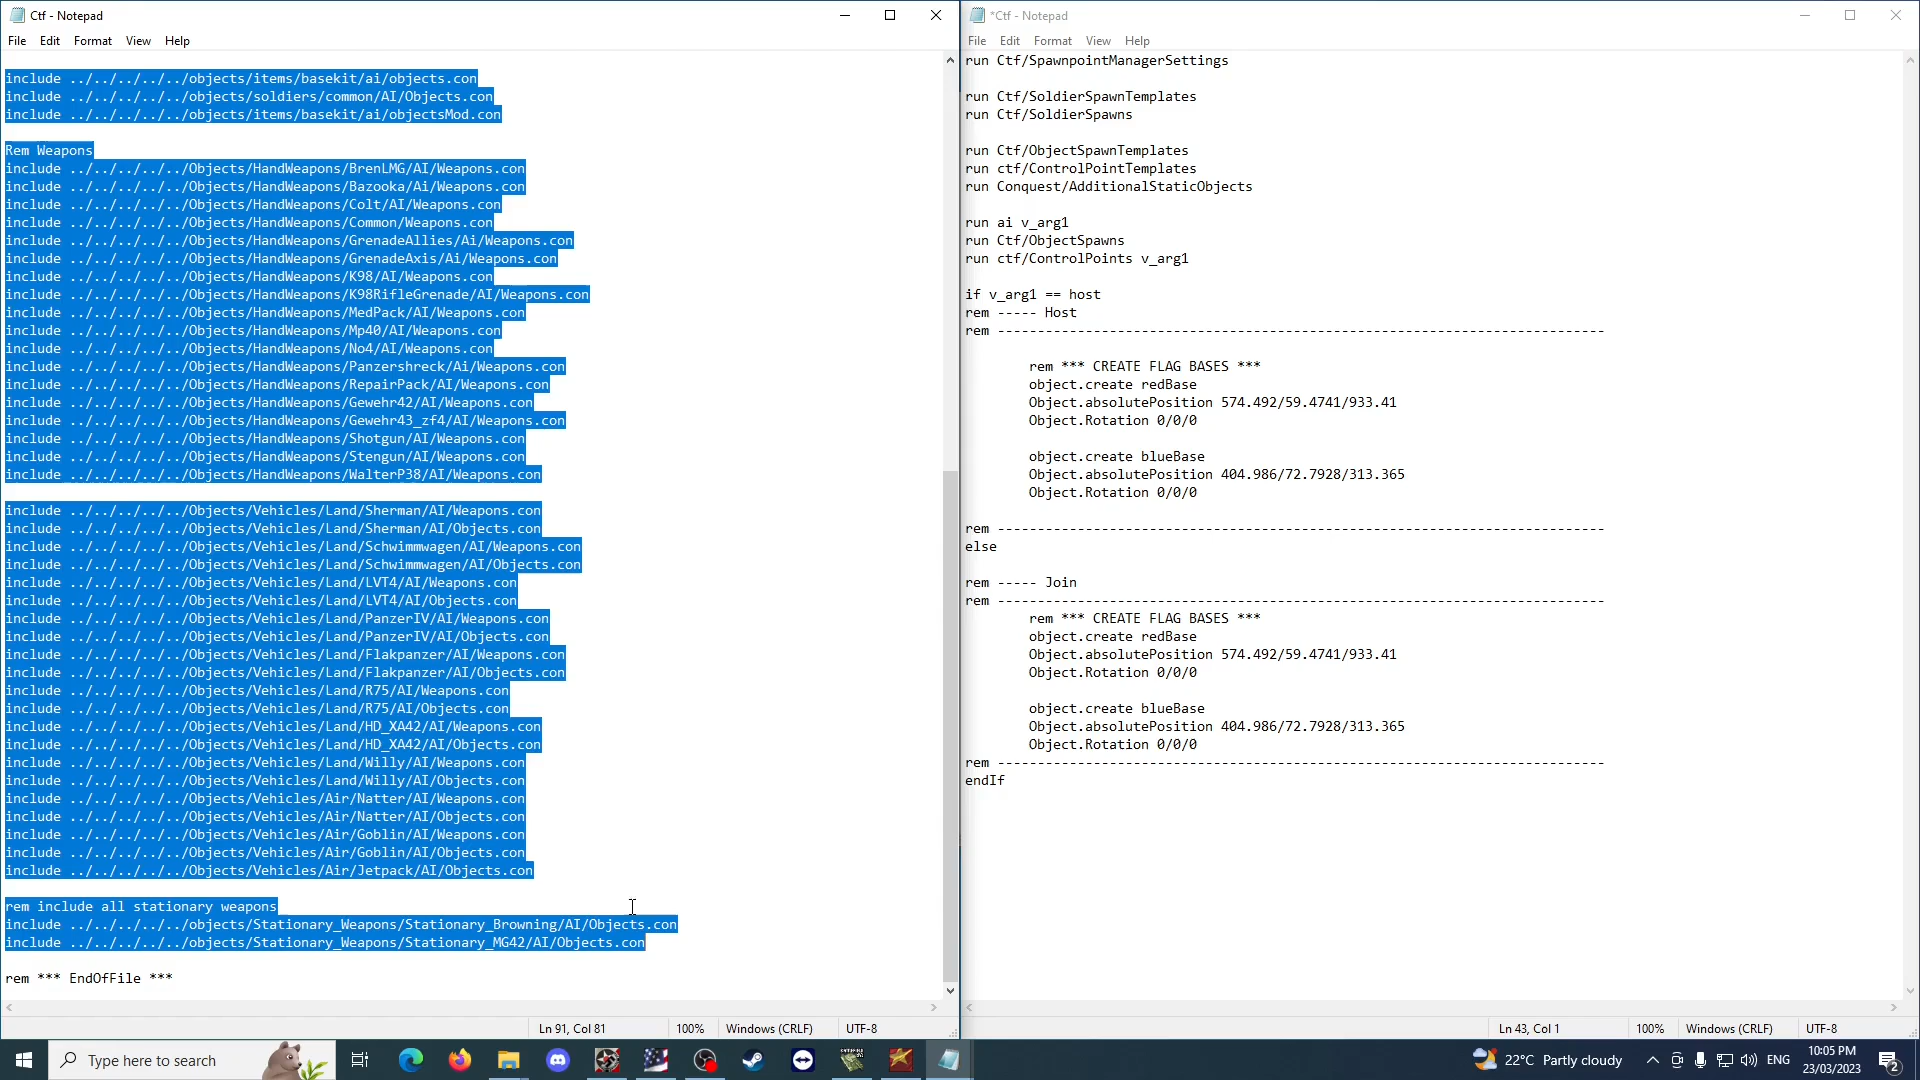 Ctf - Notepad
File Edit Format View Help
include ../../../../../objects/items/basekit/ai/objects.con
include ../../../../../objects/soldiers/common/AI/Objects.con
include ../../../../../objects/items/basekit/ai/objectsMod.con
Rem Weapons
include ../../../../../Objects/HandWeapons/BrenLMG/AI/Weapons.con
include ../../../../../Objects/HandWeapons/Bazooka/Ai/Weapons.con
include ../../../../../Objects/HandWeapons/Colt/AI/Weapons.con
include ../../../../../Objects/HandWeapons/Common/Weapons.con
include ../../../../../Objects/HandWeapons/GrenadeAllies/Ai/Weapons.con
include ../../../../../Objects/HandWeapons/GrenadeAxis/Ai/Weapons.con
include ../../../../../Objects/HandWeapons/K98/AI/Weapons.con
include ../../../../../Objects/HandWeapons/K98RifleGrenade/AI/Weapons.con
include ../../../../../Objects/HandWeapons/MedPack/AI/Weapons.con
include ../../../../../Objects/HandWeapons/Mp40/AI/Weapons.con
include ../../../../../Objects/HandWeapons/No4/AI/Weapons.con
include ../../../../../Objects/HandWeapons/Panzershreck/Ai/Weapons.con
include ../../../../../Objects/HandWeapons/RepairPack/AI/Weapons.con
include ../../../../../Objects/HandWeapons/Gewehr42/AI/Weapons.con
include ../../../../../Objects/HandWeapons/Gewehr43_zf4/AI/Weapons.con
include ../../../../../Objects/HandWeapons/Shotgun/AI/Weapons.con
include ../../../../../Objects/HandWeapons/Stengun/AI/Weapons.con
include ../../../../../Objects/HandWeapons/WalterP38/AI/Weapons.con
include ../../../../../Objects/Vehicles/Land/Sherman/AI/Weapons.con
include ../../../../../Objects/Vehicles/Land/Sherman/AI/Objects.con
include ../../../../../Objects/Vehicles/Land/Schwimmwagen/AI/Weapons.con
include ../../../../../Objects/Vehicles/Land/Schwimmwagen/AI/Objects.con
include ../../../../../Objects/Vehicles/Land/LVT4/AI/Weapons.con
include ../../../../../Objects/Vehicles/Land/LVT4/AI/Objects.con
include ../../../../../Objects/Vehicles/Land/PanzerIV/AI/Weapons.con
include ../../../../../Objects/Vehicles/Land/PanzerIV/AI/Objects.con
include ../../../../../Objects/Vehicles/Land/Flakpanzer/AI/Weapons.con
include ../../../../../Objects/Vehicles/Land/Flakpanzer/AI/Objects.con
include ../../../../../Objects/Vehicles/Land/R75/AI/Weapons.con
include ../../../../../Objects/Vehicles/Land/R75/AI/Objects.con
include ../../../../../Objects/Vehicles/Land/HD_XA42/AI/Weapons.con
include ../../../../../Objects/Vehicles/Land/HD_XA42/AI/Objects.con
include ../../../../../Objects/Vehicles/Land/Willy/AI/Weapons.con
include ../../../../../Objects/Vehicles/Land/Willy/AI/Objects.con
include ../../../../../Objects/Vehicles/Air/Natter/AI/Weapons.con
include ../../../../../Objects/Vehicles/Air/Natter/AI/Objects.con
include ../../../../../Objects/Vehicles/Air/Goblin/AI/Weapons.con
include ../../../../../Objects/Vehicles/Air/Goblin/AI/Objects.con
include ../../../../../Objects/Vehicles/Air/Jetpack/AI/Objects.con
rem include all stationary weapons
include ../../../../../objects/Stationary_Weapons/Stationary_Browning/AI/Objects.con
include ../../../../../objects/Stationary_Weapons/Stationary_MG42/AI/Objects.con
rem *** EndOfFile ***
Ln 91, Col 81 100% Windows (CRLF) UTF-8
*Ctf - Notepad
File Edit Format View Help
run Ctf/SpawnpointManagerSettings
run Ctf/SoldierSpawnTemplates
run Ctf/SoldierSpawns
run Ctf/ObjectSpawnTemplates
run ctf/ControlPointTemplates
run Conquest/AdditionalStaticObjects
run ai v_arg1
run Ctf/ObjectSpawns
run ctf/ControlPoints v_arg1
if v_arg1 == host
rem ----- Host
rem ----------------------------------------------------------------------------
rem *** CREATE FLAG BASES ***
object.create redBase
Object.absolutePosition 574.492/59.4741/933.41
Object.Rotation 0/0/0
object.create blueBase
Object.absolutePosition 404.986/72.7928/313.365
Object.Rotation 0/0/0
rem ----------------------------------------------------------------------------
else
rem ----- Join
rem ----------------------------------------------------------------------------
rem *** CREATE FLAG BASES ***
object.create redBase
Object.absolutePosition 574.492/59.4741/933.41
Object.Rotation 0/0/0
object.create blueBase
Object.absolutePosition 404.986/72.7928/313.365
Object.Rotation 0/0/0
rem ----------------------------------------------------------------------------
endIf
Ln 43, Col 1 100% Windows (CRLF) UTF-8
Type here to search
22°C Partly cloudy
ENG
10:05 PM
23/03/2023
2